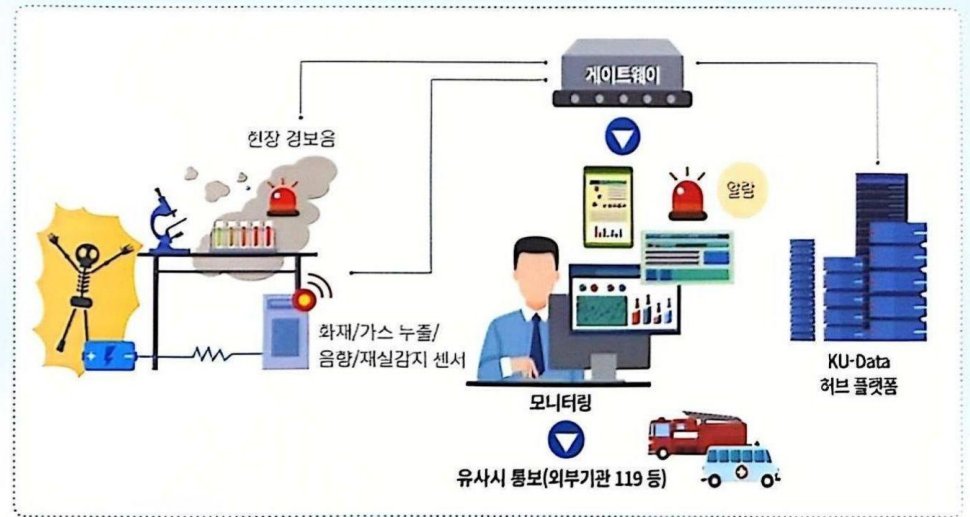 게이트웨이
현장 경보음
알람
화재/가스 누출/
음향/재실감지 센서
KU-Data
허브 플랫폼
모니터링
유사시 통보(외부기관 119 등)